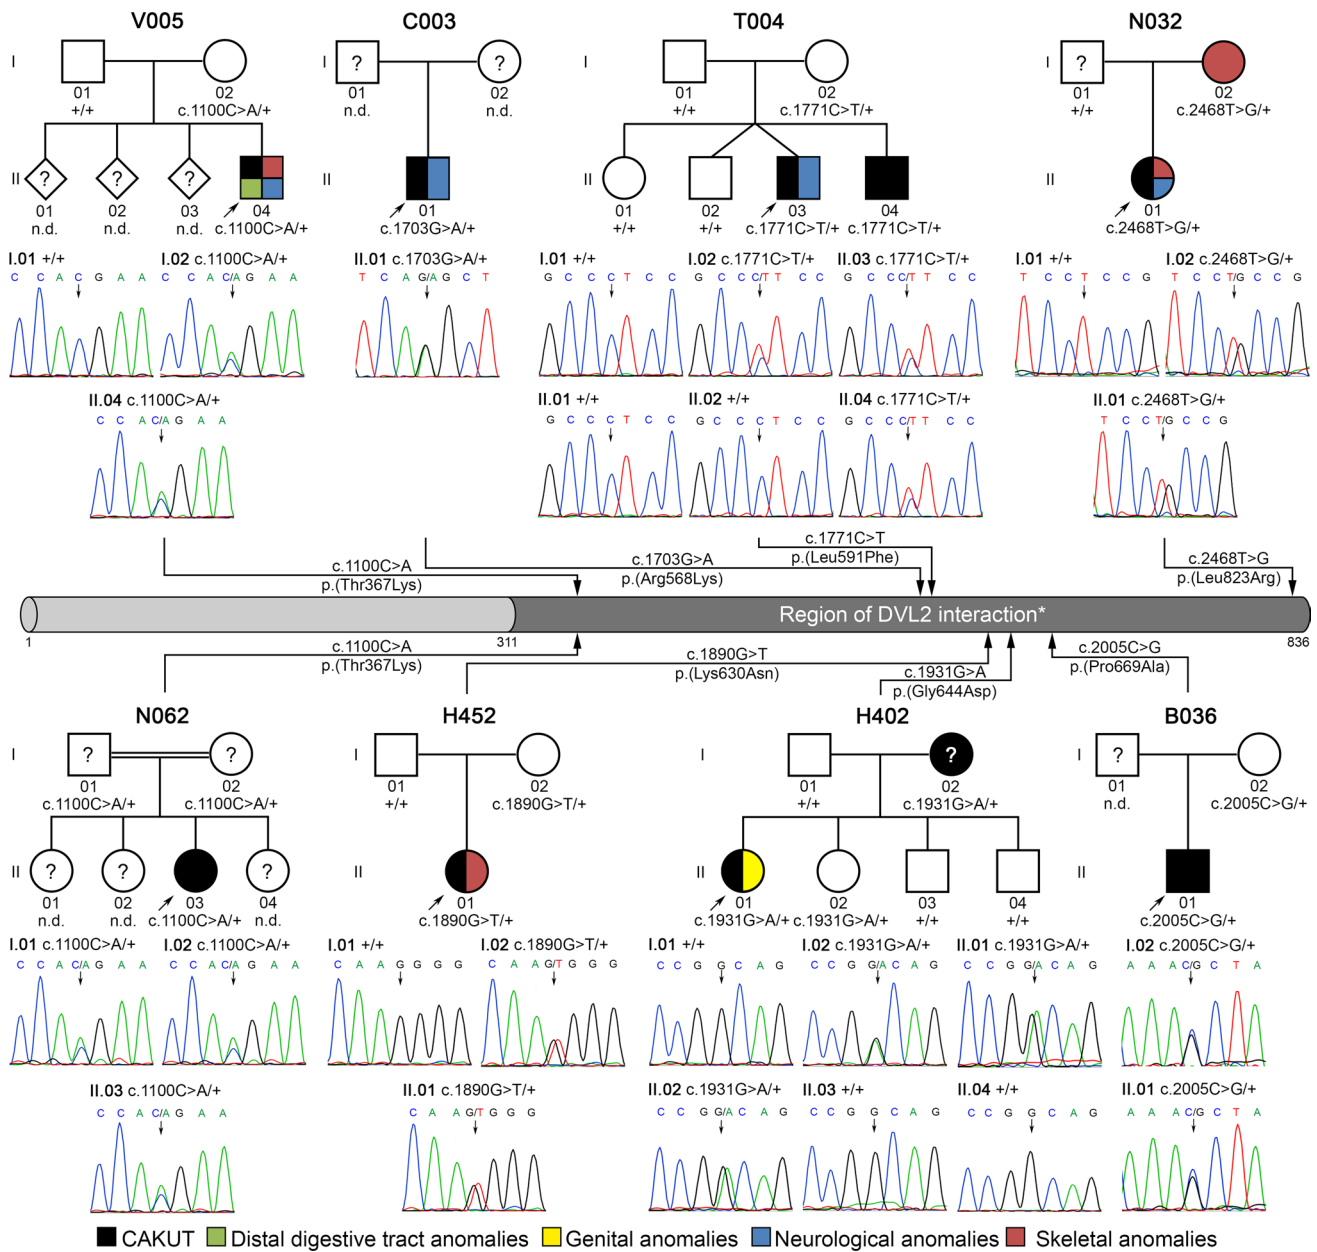 V005 C003 T004 N032
I ? ? I ? I
01 02 01 02 01 02 01 02
+/+ c.1100C>A/+ n.d. n.d. +/+ c.1771C>T/+ +/+ c.2468T>G/+
II ? ? ? II II II
01 02 03 04 01 01 02 03 04 01
n.d. n.d. n.d. c.1100C>A/+ c.1703G>A/+ +/+ +/+ c.1771C>T/+ c.1771C>T/+ c.2468T>G/+
I.01 +/+ I.02 c.1100C>A/+ II.01 c.1703G>A/+ I.01 +/+ I.02 c.1771C>T/+ II.03 c.1771C>T/+ I.01 +/+ I.02 c.2468T>G/+
C C A C G A A C C A C/A G A A T C A G/A G C T G C C C T C C G C C C/T T C C G C C C/T T C C T C C T C C G T C C T/G C C G
II.04 c.1100C>A/+ II.01 +/+ II.02 +/+ II.04 c.1771C>T/+ II.01 c.2468T>G/+
C C A C/A G A A G C C C T C C G C C C T C C G C C C/T T C C T C C T/G C C G
c.1100C>A c.1703G>A c.1771C>T c.2468T>G
p.(Thr367Lys) p.(Arg568Lys) p.(Leu591Phe) p.(Leu823Arg)
Region of DVL2 interaction*
1 311 836
c.1100C>A c.1890G>T c.1931G>A c.2005C>G
p.(Thr367Lys) p.(Lys630Asn) p.(Gly644Asp) p.(Pro669Ala)
N062 H452 H402 B036
I ? ? I I ? I ?
01 02 01 02 01 02 01 02
c.1100C>A/+ c.1100C>A/+ +/+ c.1890G>T/+ +/+ c.1931G>A/+ n.d. c.2005C>G/+
II ? ? ? II II II
01 02 03 04 01 01 02 03 04 01
n.d. n.d. c.1100C>A/+ n.d. c.1890G>T/+ c.1931G>A/+ c.1931G>A/+ +/+ +/+ c.2005C>G/+
I.01 c.1100C>A/+ I.02 c.1100C>A/+ I.01 +/+ I.02 c.1890G>T/+ I.01 +/+ I.02 c.1931G>A/+ II.01 c.1931G>A/+ I.02 c.2005C>G/+
C C A C/A G A A C C A C/A G A A C A A G G G G C A A G/T G G G C C G G C A G C C G G/A C A G C C G G/A C A G A A A C/G C T A
II.03 c.1100C>A/+ II.01 c.1890G>T/+ II.02 c.1931G>A/+ II.03 +/+ II.04 +/+ II.01 c.2005C>G/+
C C A C/A G A A C A A G/T G G G C C G G/A C A G C C G G C A G C C G G C A G A A A C/G C T A
CAKUT Distal digestive tract anomalies Genital anomalies Neurological anomalies Skeletal anomalies